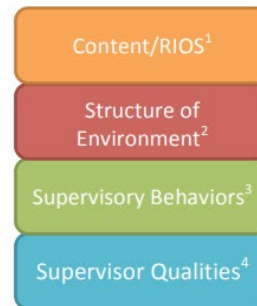 Content/RIOS¹
Structure of
Environment²
Supervisory Behaviors³
Supervisor Qualities⁴